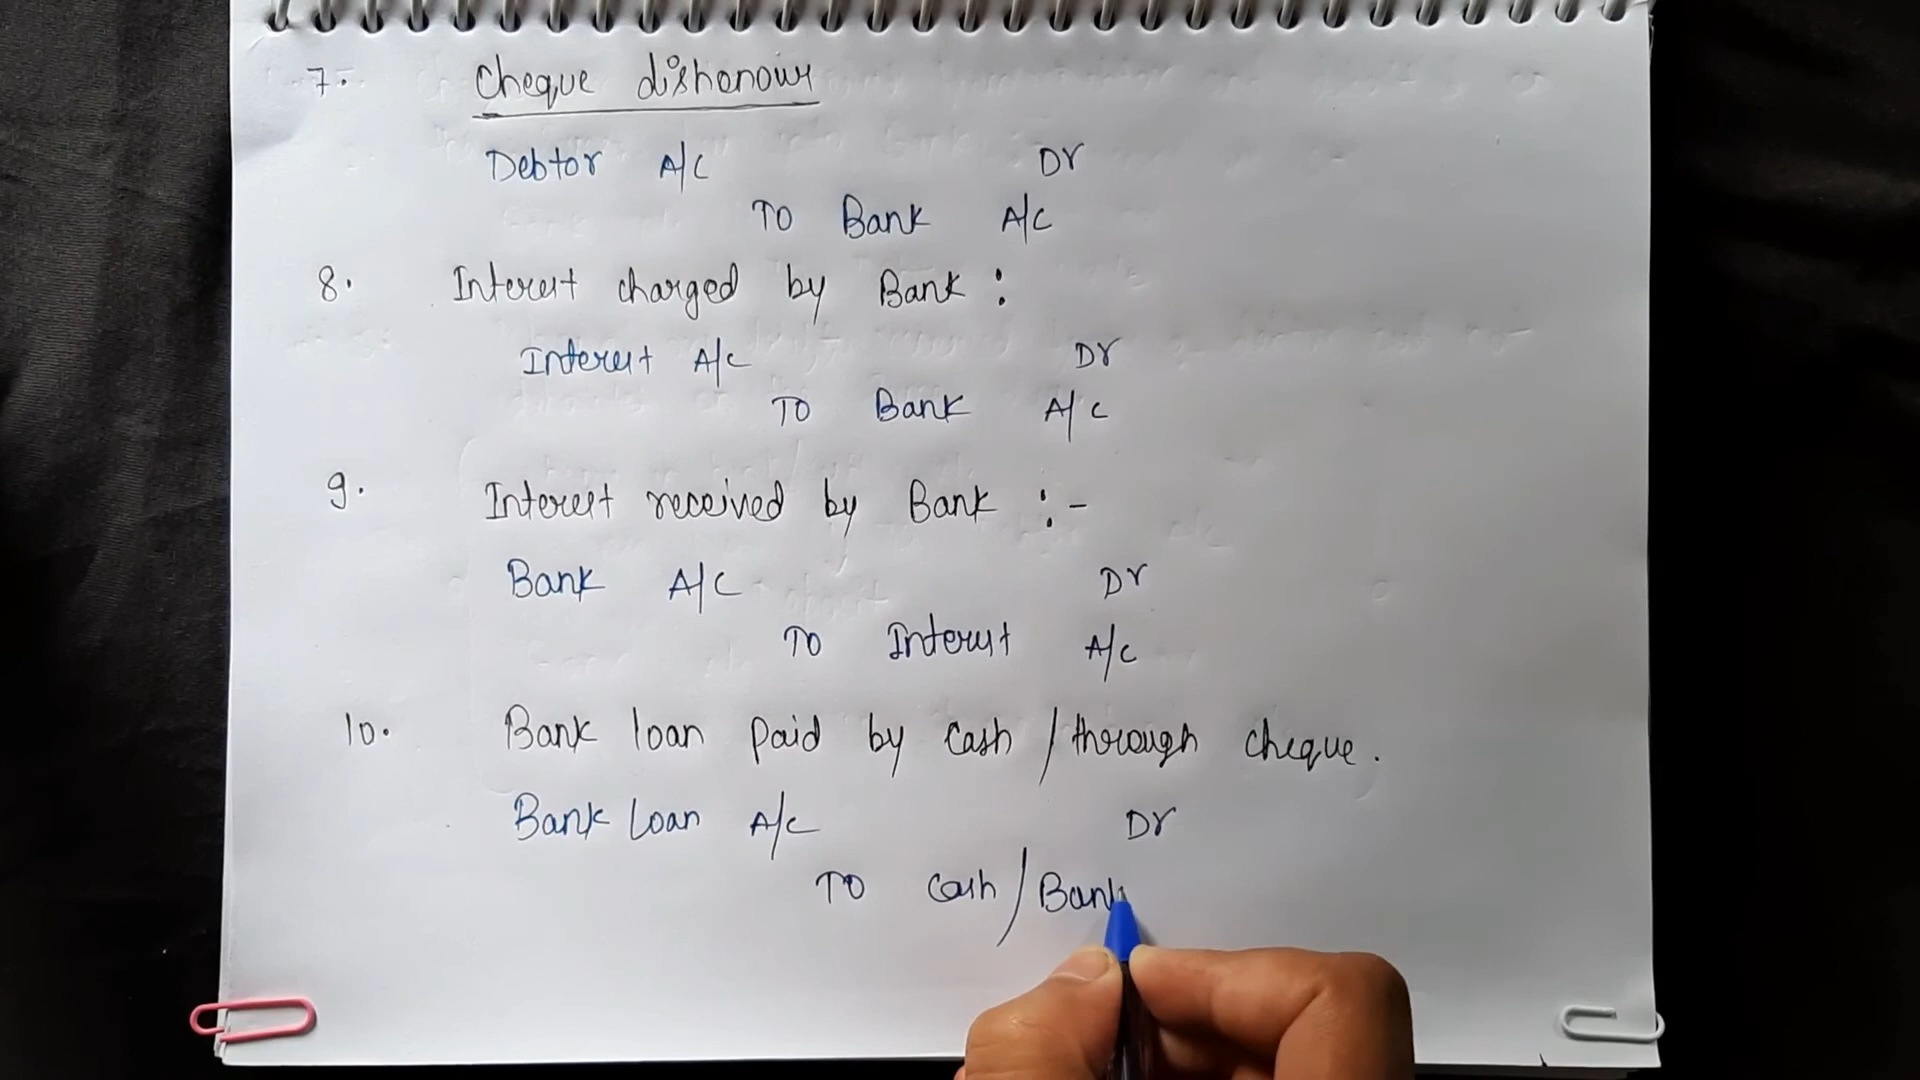 7. Cheque dishonour
Debtor A/C Dr
TO Bank A/C
8. Interest charged by Bank :
Interest A/C Dr
TO Bank A/C
9. Interest received by Bank :-
Bank A/C Dr
TO Interest A/C
10. Bank loan paid by cash / through cheque.
Bank Loan A/C Dr
TO Cash / Bank